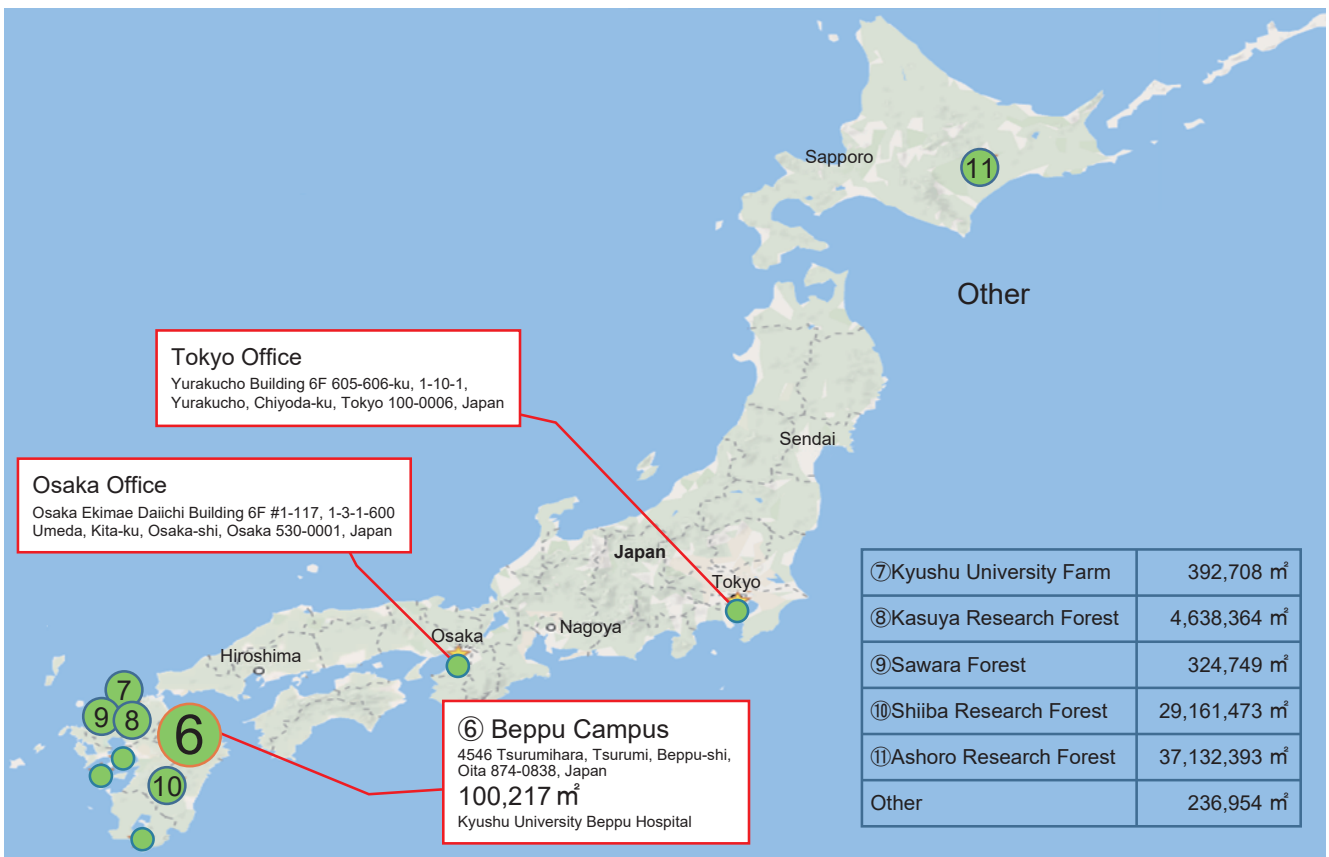 Sapporo
11
Other
Tokyo Office
Yurakucho Building 6F 605-606-ku, 1-10-1,
Yurakucho, Chiyoda-ku, Tokyo 100-0006, Japan
Sendai
Osaka Office
Osaka Ekimae Daiichi Building 6F #1-117, 1-3-1-600
Umeda, Kita-ku, Osaka-shi, Osaka 530-0001, Japan
Japan
Tokyo
Nagoya
Osaka
Hiroshima
7
9
8
6
10
⑥ Beppu Campus
4546 Tsurumihara, Tsurumi, Beppu-shi,
Oita 874-0838, Japan
100,217 ㎡
Kyushu University Beppu Hospital
⑦Kyushu University Farm 392,708 ㎡
⑧Kasuya Research Forest 4,638,364 ㎡
⑨Sawara Forest 324,749 ㎡
⑩Shiiba Research Forest 29,161,473 ㎡
⑪Ashoro Research Forest 37,132,393 ㎡
Other 236,954 ㎡